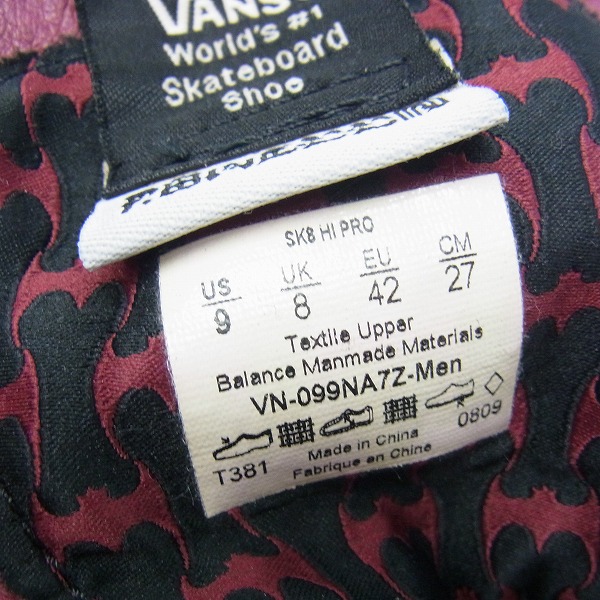 VANS
World's #1
Skateboard
Shoe
SK8 HI PRO
US UK EU CM
9 8 42 27
Textile Upper
Balance Manmade Materials
VN-099NA7Z-Men
T381 Made in China 0809
Fabriqué en Chine